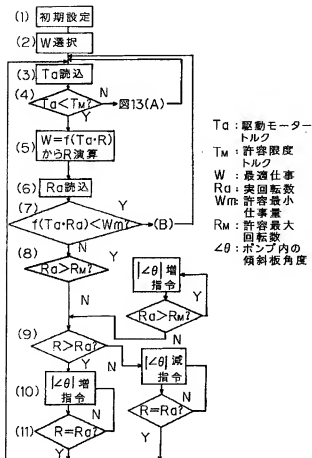 (1) 初期設定
(2) W選択
(3) Ta読込
N
(4) Ta<TM? 図13(A)
Y
(5) W=f(Ta·R)
からR演算
(6) Ra読込
(7) Y
f(Ta·Ra)<Wm? (B)
N
(8)
Ra>RM? Y
|∠θ|増
指令
Y
N
Ra>RM?
(9) N
R>Ra? N
Y
(10) |∠θ|増
指令
|∠θ|減
指令
N
N
(11) R=Ra?
R=Ra?
Y
Y
Ta:駆動モーター
トルク
TM:許容限度
トルク
W:最適仕事
Ra:実回転数
Wm:許容最小
仕事量
RM:許容最大
回転数
∠θ:ポンプ内の
傾斜板角度